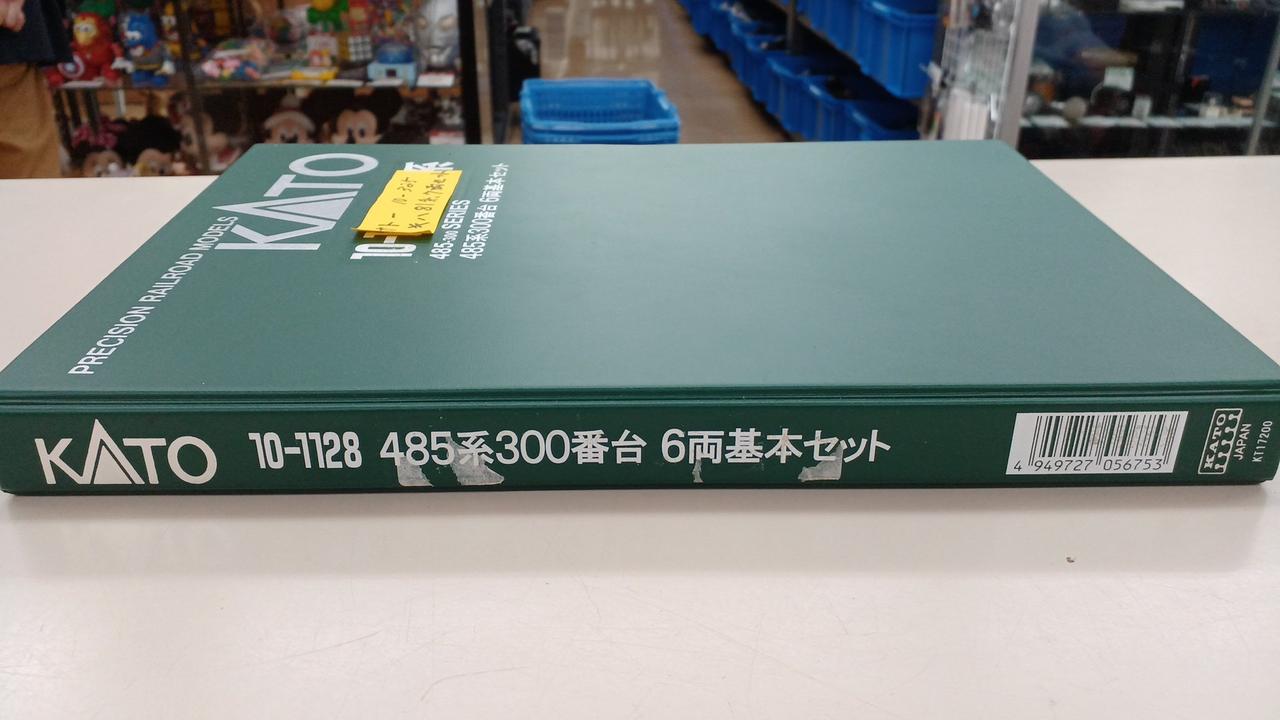 PRECISION RAILROAD MODELS
KATO
10-
系
485-300 SERIES
485系300番台 6両基本セット
KATO
10-1128 485系300番台 6両基本セット
4 949727 056753
KATO
JAPAN
KT17200